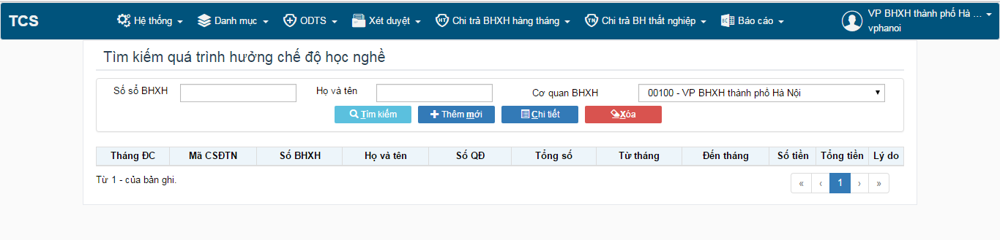 TCS Hệ thống Danh mục ODTS Xét duyệt HT Chi trả BHXH hàng tháng TN Chi trả BH thất nghiệp BC Báo cáo VP BHXH thành phố Hà ...
vphanoi
Tìm kiếm quá trình hưởng chế độ học nghề
Số sổ BHXH Họ và tên Cơ quan BHXH 00100 - VP BHXH thành phố Hà Nội
Tìm kiếm Thêm mới Chi tiết Xóa
Tháng ĐC Mã CSĐTN Số BHXH Họ và tên Số QĐ Tổng số Từ tháng Đến tháng Số tiền Tổng tiền Lý do
Từ 1 - của bản ghi. « ‹ 1 › »